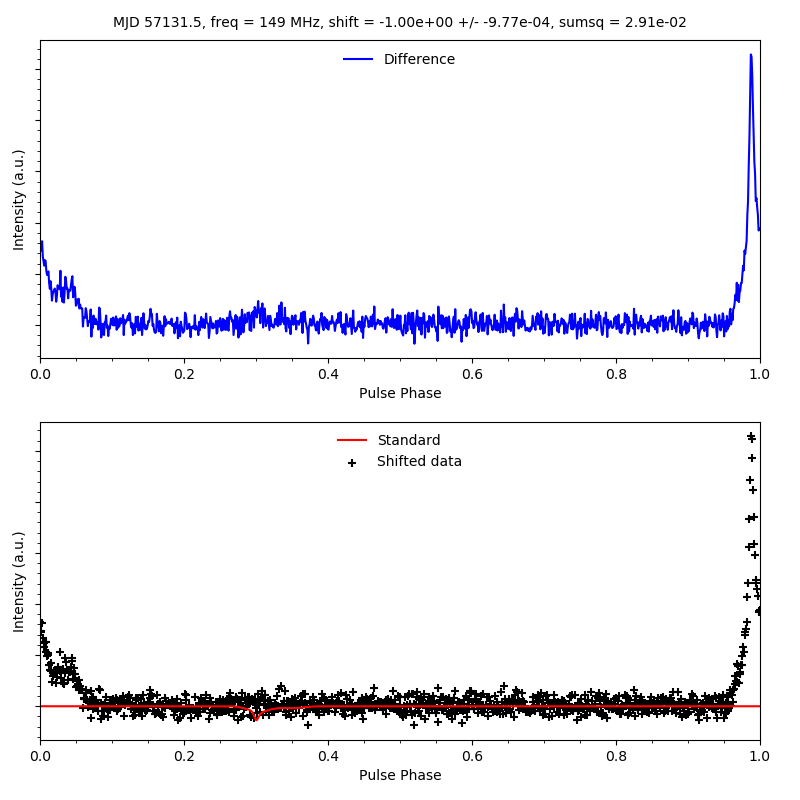 MJD 57131.5, freq = 149 MHz, shift = -1.00e+00 +/- -9.77e-04, sumsq = 2.91e-02
Difference
Intensity (a.u.)
0.0 0.2 0.4 0.6 0.8 1.0
Pulse Phase
Standard
Shifted data
Intensity (a.u.)
0.0 0.2 0.4 0.6 0.8 1.0
Pulse Phase